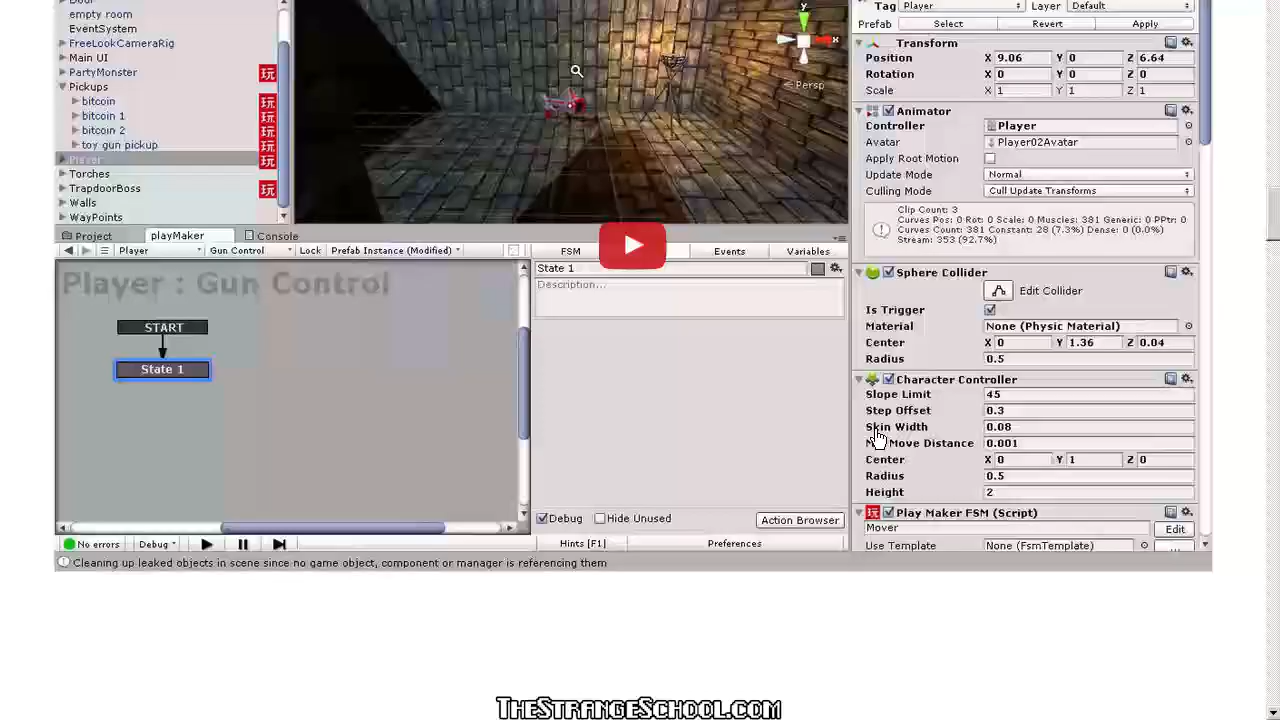 Door
empty room
EventSystem
FreeLookCameraRig
Main UI
PartyMonster
玩
Pickups
bitcoin
玩
bitcoin 1
玩
bitcoin 2
玩
toy gun pickup
玩
Player
玩
Torches
TrapdoorBoss
玩
Walls
WayPoints
y
x
Persp
Tag Player Layer Default
Prefab Select Revert Apply
Transform
Position X 9.06 Y 0 Z 6.64
Rotation X 0 Y 0 Z 0
Scale X 1 Y 1 Z 1
Animator
Controller Player
Avatar Player02Avatar
Apply Root Motion
Update Mode Normal
Culling Mode Cull Update Transforms
Clip Count: 3
Curves Pos: 0 Rot: 0 Scale: 0 Muscles: 381 Generic: 0 PPtr: 0
Curves Count: 381 Constant: 28 (7.3%) Dense: 0 (0.0%)
Stream: 353 (92.7%)
Sphere Collider
Edit Collider
Is Trigger
Material None (Physic Material)
Center X 0 Y 1.36 Z 0.04
Radius 0.5
Character Controller
Slope Limit 45
Step Offset 0.3
Skin Width 0.08
Move Distance 0.001
Center X 0 Y 1 Z 0
Radius 0.5
Height 2
玩 Play Maker FSM (Script)
Mover Edit
Use Template None (FsmTemplate)
Project playMaker Console
Player Gun Control Lock Prefab Instance (Modified)
FSM Events Variables
Player : Gun Control
START
State 1
State 1
Description...
Debug Hide Unused Action Browser
No errors Debug
Hints [F1] Preferences
Cleaning up leaked objects in scene since no game object, component or manager is referencing them
THESTRANGESCHOOL.COM